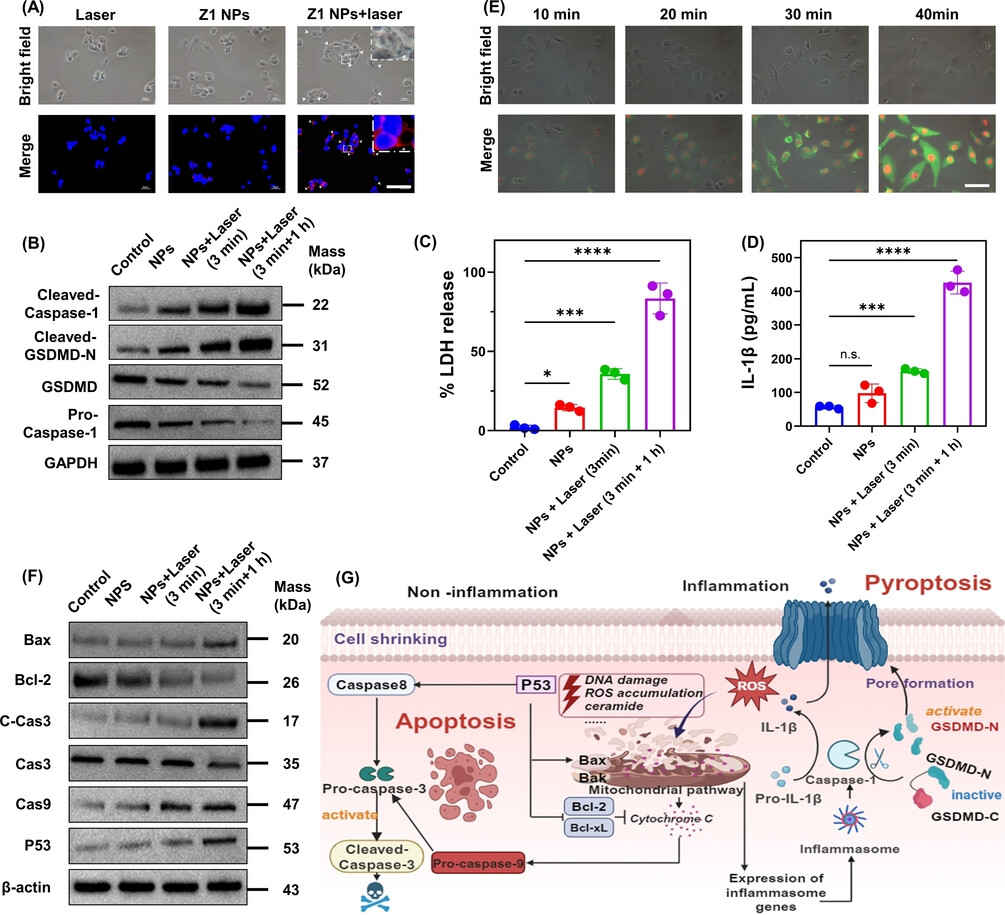 (A)
Laser
Z1 NPs
Z1 NPs+laser
Bright field
Merge
(E)
10 min
20 min
30 min
40min
Bright field
Merge
(B)
Control
NPs
NPs+Laser
(3 min)
NPs+Laser
(3 min+1 h)
Mass
(kDa)
Cleaved-
Caspase-1
22
Cleaved-
GSDMD-N
31
GSDMD
52
Pro-
Caspase-1
45
GAPDH
37
(C)
% LDH release
100
50
0
****
***
*
Control
NPs
NPs + Laser (3min)
NPs + Laser (3 min + 1 h)
(D)
IL-1β (pg/mL)
500
400
300
200
100
0
****
***
n.s.
Control
NPs
NPs + Laser (3 min)
NPs + Laser (3 min + 1 h)
(F)
Control
NPS
NPs+Laser
(3 min)
NPs+Laser
(3 min+1 h)
Mass
(kDa)
Bax
20
Bcl-2
26
C-Cas3
17
Cas3
35
Cas9
47
P53
53
β-actin
43
(G)
Non -inflammation
Inflammation
Pyroptosis
Cell shrinking
Caspase8
P53
DNA damage
ROS accumulation
ceramide
......
ROS
Pore formation
Apoptosis
IL-1β
activate
GSDMD-N
Bax
Bak
Mitochondrial pathway
Caspase-1
GSDMD-N
Pro-caspase-3
Pro-IL-1β
inactive
GSDMD-C
activate
Bcl-2
Bcl-xL
Cytochrome C
Cleaved-
Caspase-3
Pro-caspase-9
Inflammasome
Expression of
inflammasome
genes